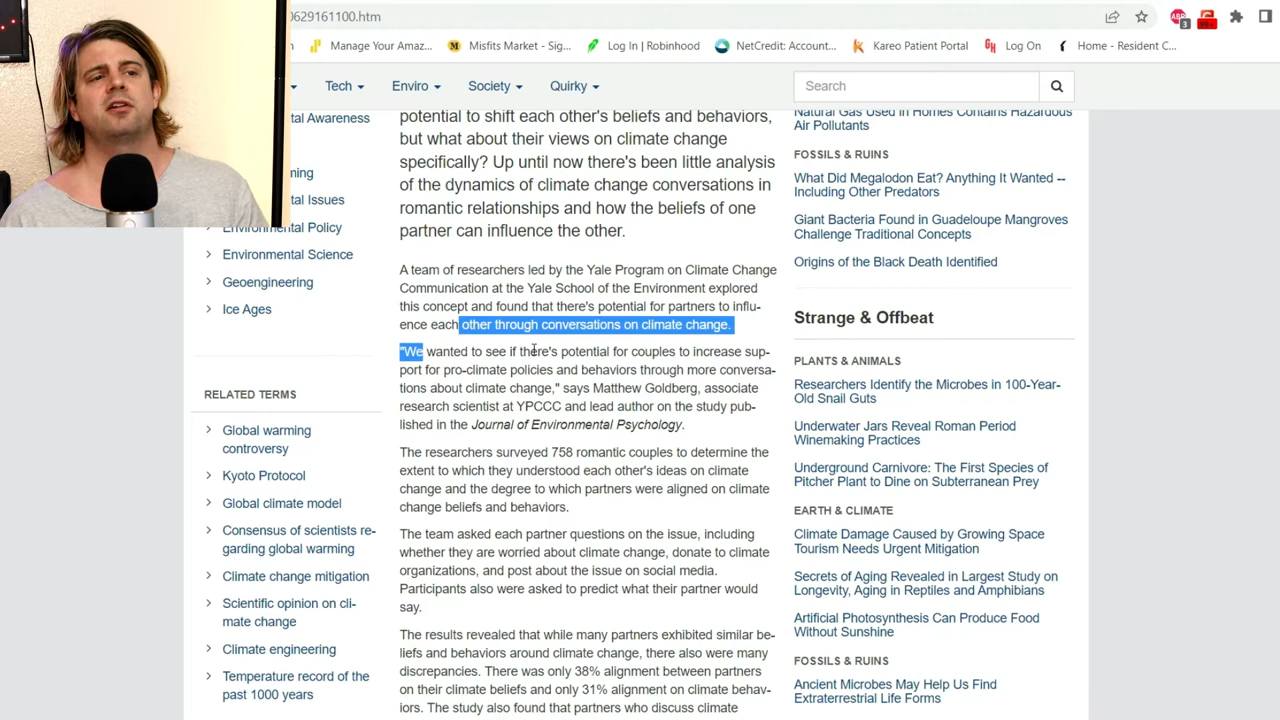 0629161100.htm
3
Manage Your Amaz...
Misfits Market - Sig...
Log In | Robinhood
NetCredit: Account...
Kareo Patient Portal
Log On
Home - Resident C...
Tech
Enviro
Society
Quirky
Search
tal Awareness
ming
tal Issues
Environmental Policy
Environmental Science
Geoengineering
Ice Ages
RELATED TERMS
Global warming
controversy
Kyoto Protocol
Global climate model
Consensus of scientists re-
garding global warming
Climate change mitigation
Scientific opinion on cli-
mate change
Climate engineering
Temperature record of the
past 1000 years
potential to shift each other's beliefs and behaviors,
but what about their views on climate change
specifically? Up until now there's been little analysis
of the dynamics of climate change conversations in
romantic relationships and how the beliefs of one
partner can influence the other.
A team of researchers led by the Yale Program on Climate Change
Communication at the Yale School of the Environment explored
this concept and found that there's potential for partners to influ-
ence each other through conversations on climate change.
"We wanted to see if there's potential for couples to increase sup-
port for pro-climate policies and behaviors through more conversa-
tions about climate change," says Matthew Goldberg, associate
research scientist at YPCCC and lead author on the study pub-
lished in the Journal of Environmental Psychology.
The researchers surveyed 758 romantic couples to determine the
extent to which they understood each other's ideas on climate
change and the degree to which partners were aligned on climate
change beliefs and behaviors.
The team asked each partner questions on the issue, including
whether they are worried about climate change, donate to climate
organizations, and post about the issue on social media.
Participants also were asked to predict what their partner would
say.
The results revealed that while many partners exhibited similar be-
liefs and behaviors around climate change, there also were many
discrepancies. There was only 38% alignment between partners
on their climate beliefs and only 31% alignment on climate behav-
iors. The study also found that partners who discuss climate
Natural Gas Used in Homes Contains Hazardous
Air Pollutants
FOSSILS & RUINS
What Did Megalodon Eat? Anything It Wanted --
Including Other Predators
Giant Bacteria Found in Guadeloupe Mangroves
Challenge Traditional Concepts
Origins of the Black Death Identified
Strange & Offbeat
PLANTS & ANIMALS
Researchers Identify the Microbes in 100-Year-
Old Snail Guts
Underwater Jars Reveal Roman Period
Winemaking Practices
Underground Carnivore: The First Species of
Pitcher Plant to Dine on Subterranean Prey
EARTH & CLIMATE
Climate Damage Caused by Growing Space
Tourism Needs Urgent Mitigation
Secrets of Aging Revealed in Largest Study on
Longevity, Aging in Reptiles and Amphibians
Artificial Photosynthesis Can Produce Food
Without Sunshine
FOSSILS & RUINS
Ancient Microbes May Help Us Find
Extraterrestrial Life Forms